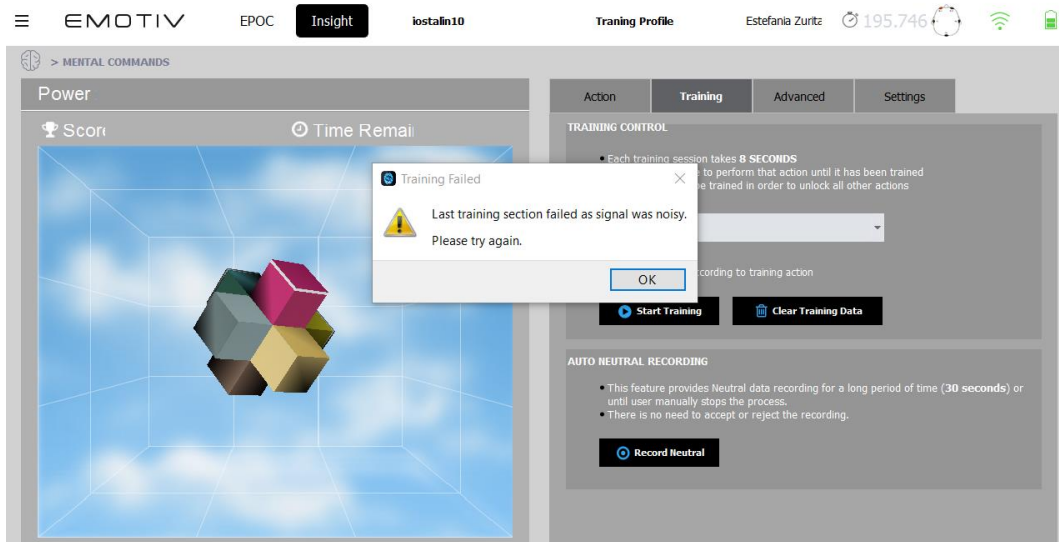 EMOTIV EPOC Insight iostalin10 Traning Profile Estefania Zurita 195.746
> MENTAL COMMANDS
Power
Score
Time Remai
Action Training Advanced Settings
TRAINING CONTROL
Each training session takes 8 SECONDS
to perform that action until it has been trained
be trained in order to unlock all other actions
Training Failed
Last training section failed as signal was noisy.
Please try again.
OK
cording to training action
Start Training Clear Training Data
AUTO NEUTRAL RECORDING
This feature provides Neutral data recording for a long period of time (30 seconds) or
until user manually stops the process.
There is no need to accept or reject the recording.
Record Neutral